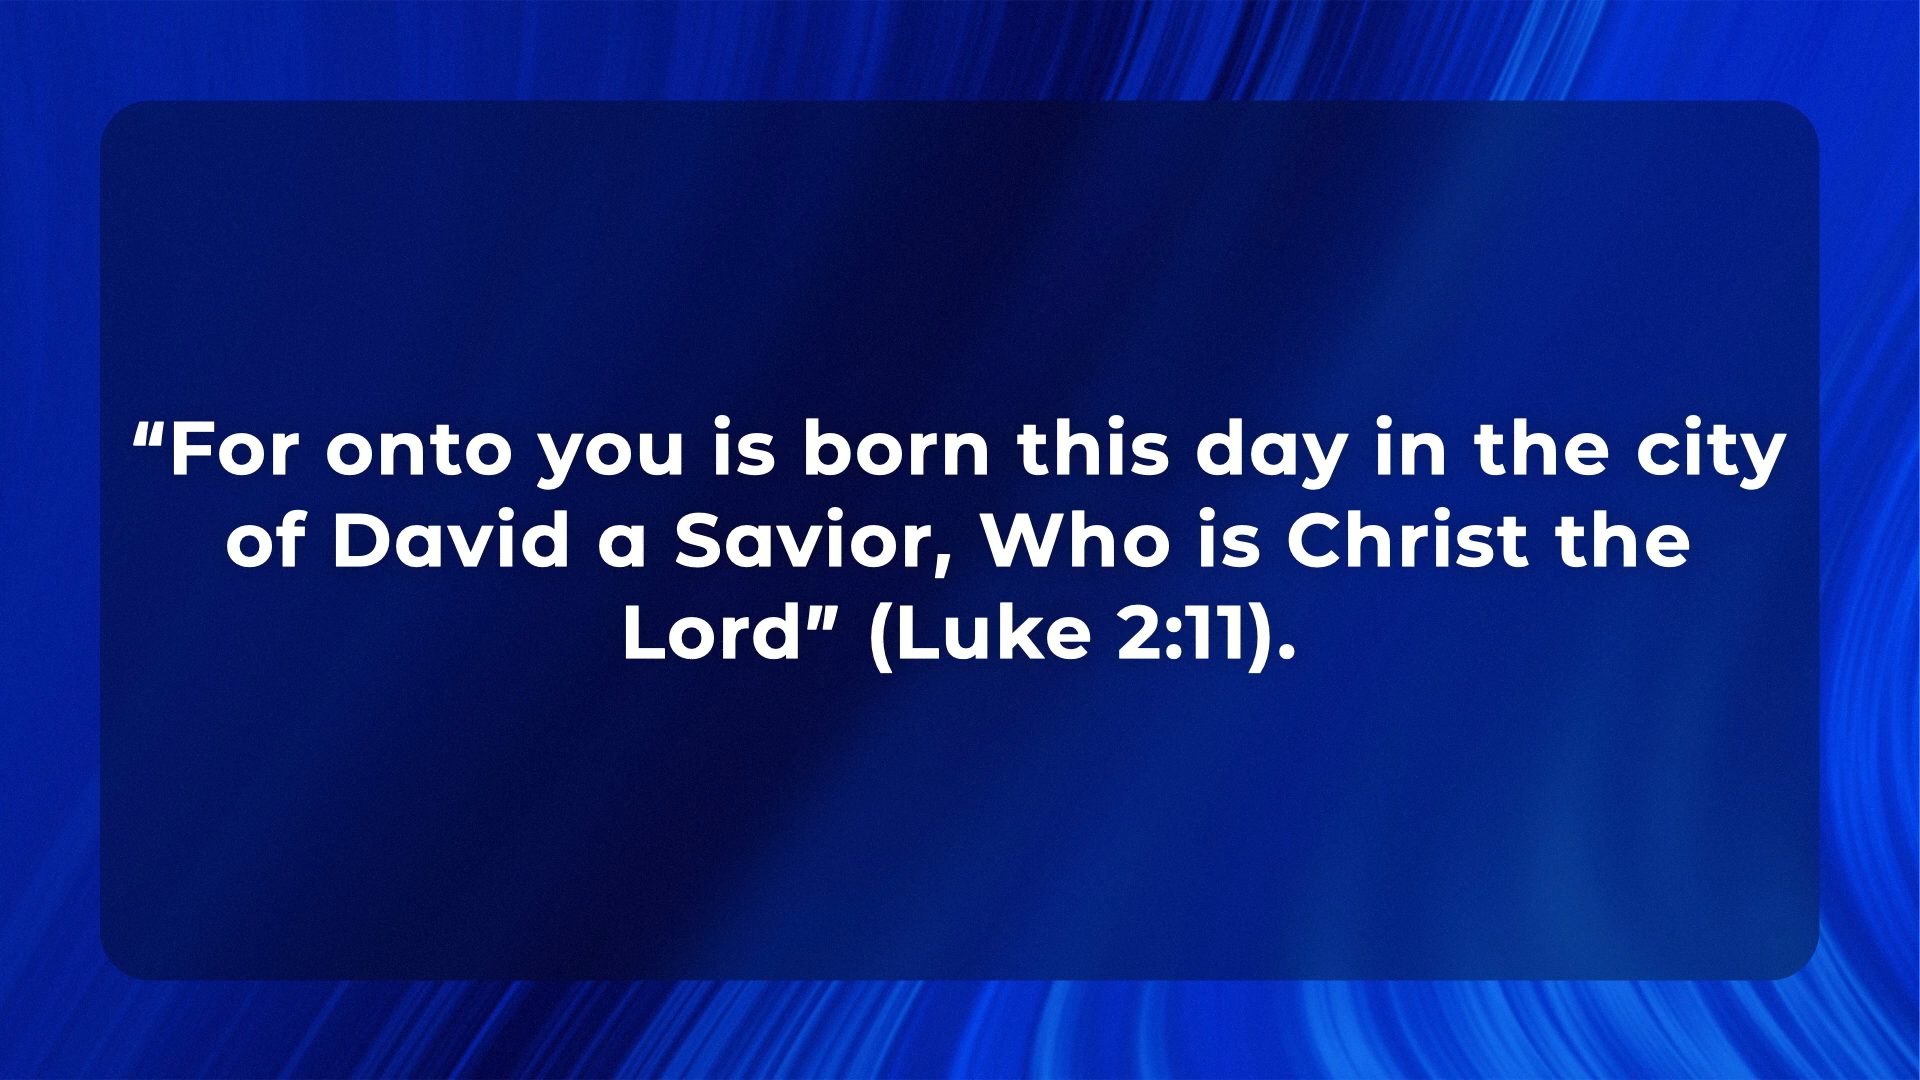 “For onto you is born this day in the city
of David a Savior, Who is Christ the
Lord” (Luke 2:11).